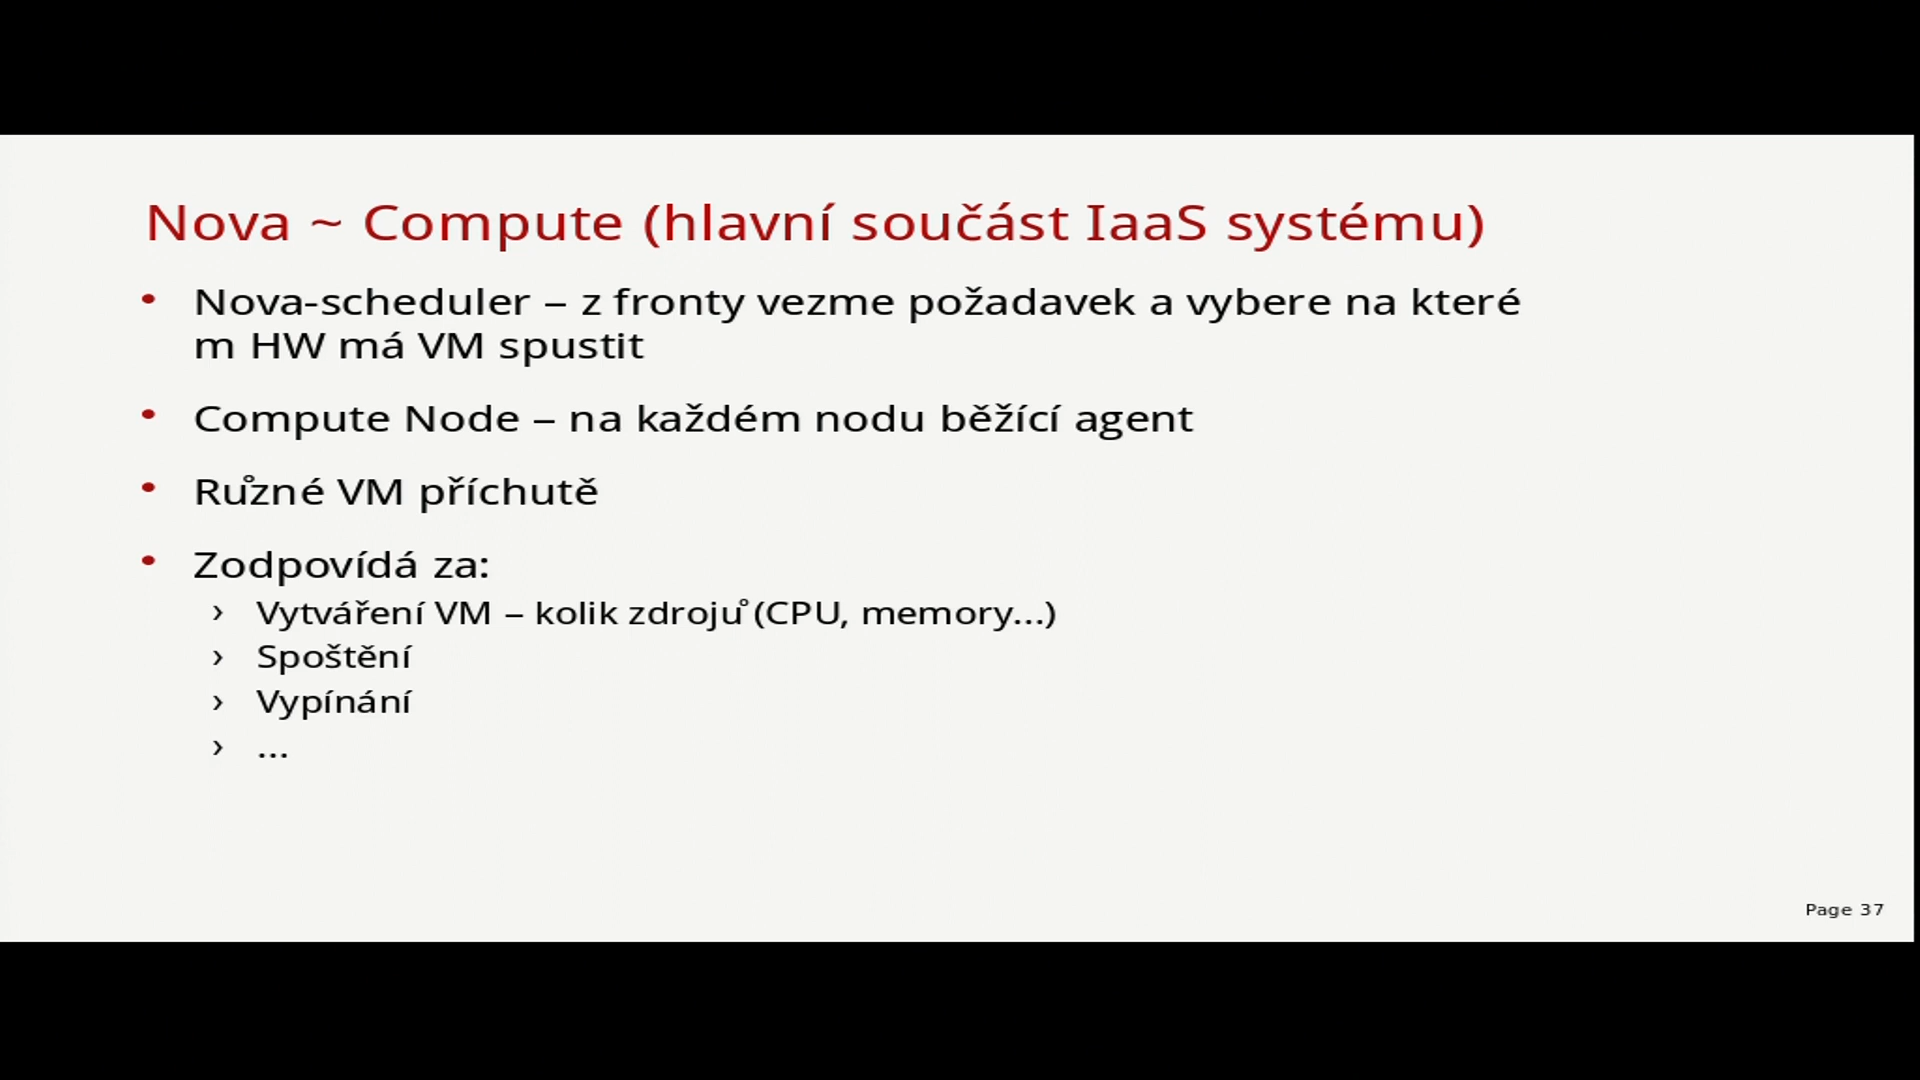 Nova ~ Compute (hlavní součást IaaS systému)
• Nova-scheduler – z fronty vezme požadavek a vybere na které
m HW má VM spustit
• Compute Node – na každém nodu běžící agent
• Různé VM příchutě
• Zodpovídá za:
› Vytváření VM – kolik zdrojů (CPU, memory...)
› Spoštění
› Vypínání
› ...
Page 37